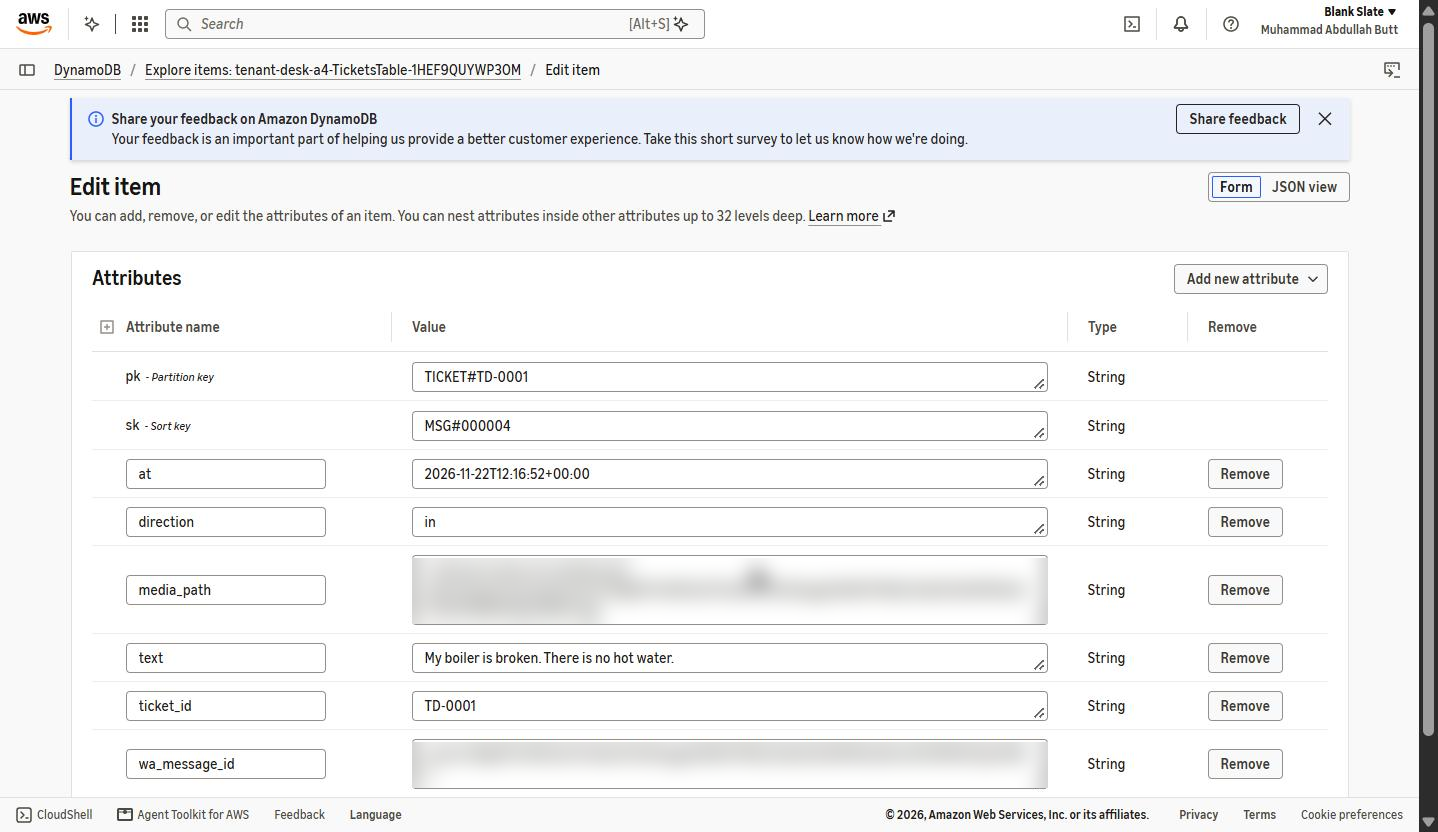 aws
Search
[Alt+S]
Blank Slate
Muhammad Abdullah Butt
DynamoDB / Explore items: tenant-desk-a4-TicketsTable-1HEF9QUYWP3OM / Edit item
Share your feedback on Amazon DynamoDB
Your feedback is an important part of helping us provide a better customer experience. Take this short survey to let us know how we're doing.
Share feedback
Edit item
Form JSON view
You can add, remove, or edit the attributes of an item. You can nest attributes inside other attributes up to 32 levels deep. Learn more
Attributes
Add new attribute
Attribute name Value Type Remove
pk - Partition key TICKET#TD-0001 String
sk - Sort key MSG#000004 String
at 2026-11-22T12:16:52+00:00 String Remove
direction in String Remove
media_path String Remove
text My boiler is broken. There is no hot water. String Remove
ticket_id TD-0001 String Remove
wa_message_id String Remove
CloudShell Agent Toolkit for AWS Feedback Language © 2026, Amazon Web Services, Inc. or its affiliates. Privacy Terms Cookie preferences